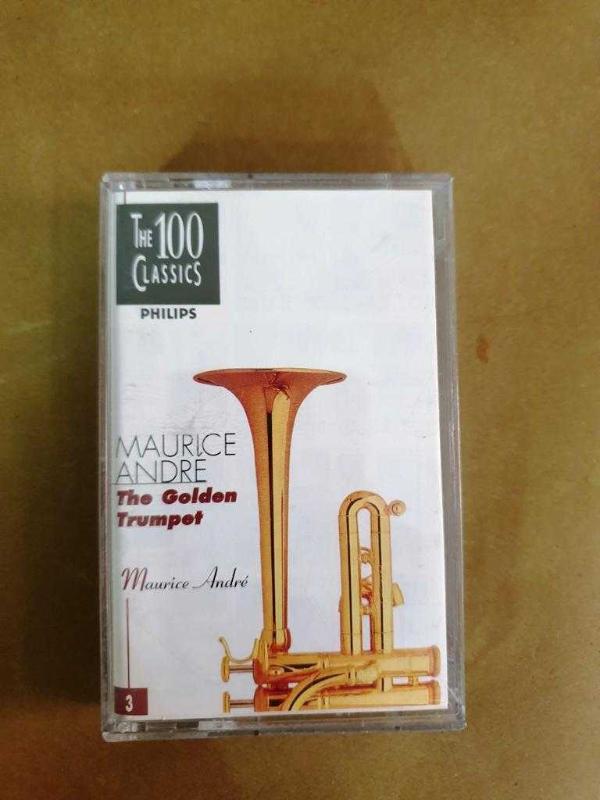 THE 100
CLASSICS
PHILIPS
MAURICE
ANDRÉ
The Golden
Trumpet
Maurice André
3